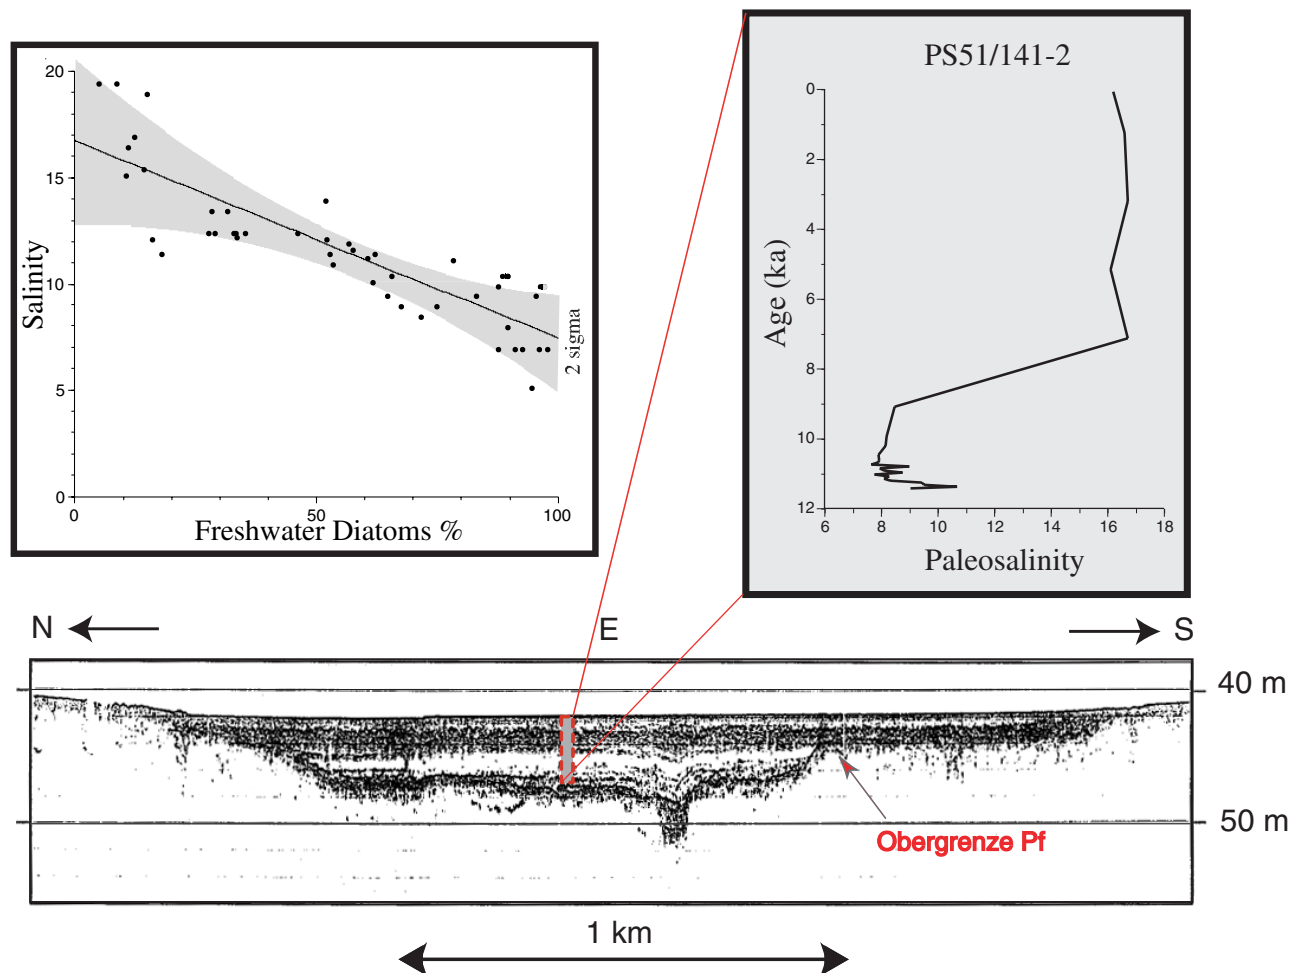 20
15
10
5
0
Salinity
0
50
100
Freshwater Diatoms %
2 sigma
PS51/141-2
0
2
4
6
8
10
12
Age (ka)
6
8
10
12
14
16
18
Paleosalinity
N
E
S
40 m
50 m
Obergrenze Pf
1 km